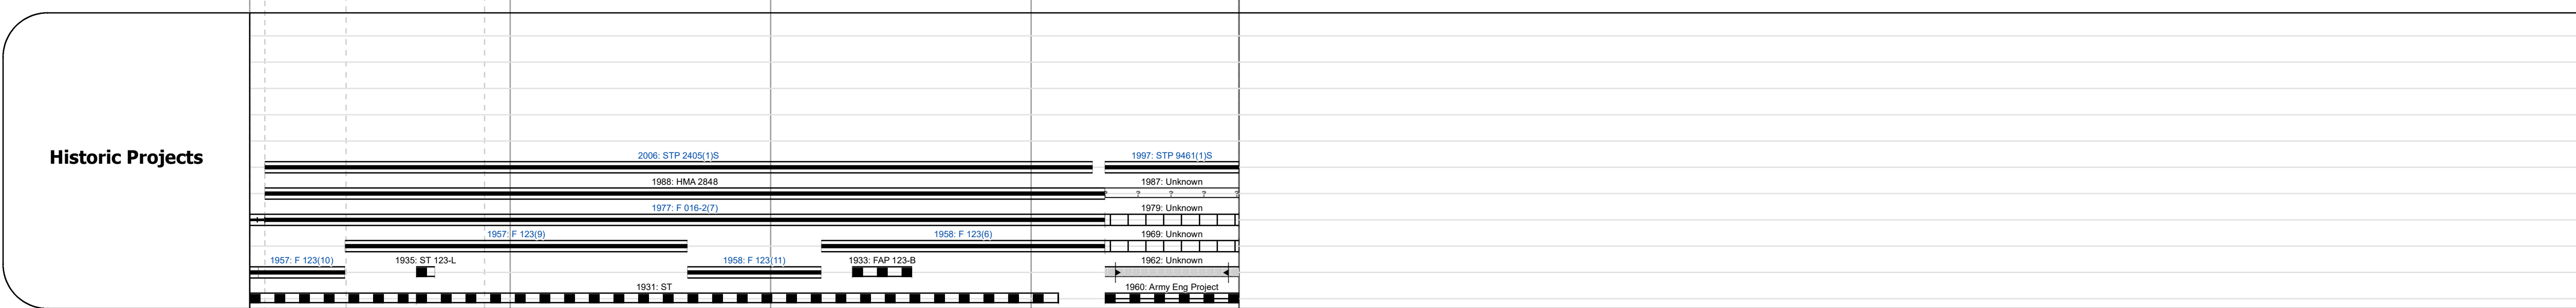 Historic Projects
2006: STP 2405(1)S
1997: STP 9461(1)S
1988: HMA 2848
1987: Unknown
? ? ? ? ?
1977: F 016-2(7)
1979: Unknown
1957: F 123(9)
1958: F 123(6)
1969: Unknown
1957: F 123(10)
1935: ST 123-L
1958: F 123(11)
1933: FAP 123-B
1962: Unknown
1931: ST
1960: Army Eng Project